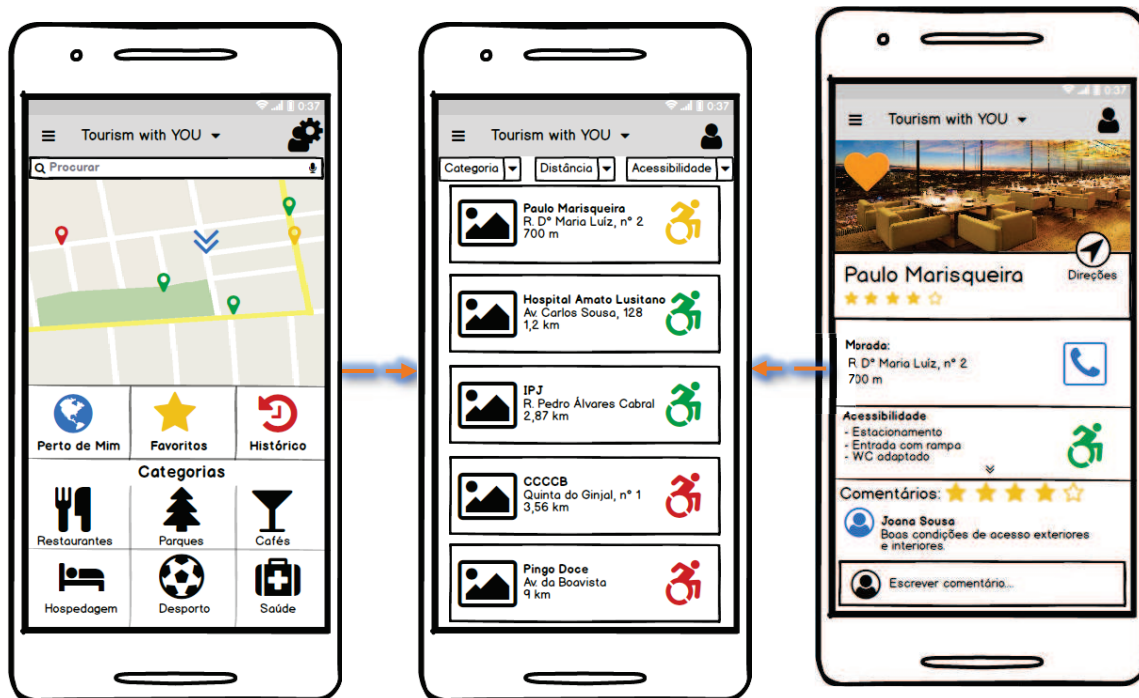 0:37
Tourism with YOU
Procurar
Perto de Mim
Favoritos
Histórico
Categorias
Restaurantes
Parques
Cafés
Hospedagem
Desporto
Saúde
0:37
Tourism with YOU
Categoria
Distância
Acessibilidade
Paulo Marisqueira
R. Dº Maria Luíz, nº 2
700 m
Hospital Amato Lusitano
Av. Carlos Sousa, 128
1,2 km
IPJ
R. Pedro Álvares Cabral
2,87 km
CCCCB
Quinta do Ginjal, nº 1
3,56 km
Pingo Doce
Av. da Boavista
9 km
0:37
Tourism with YOU
Direções
Paulo Marisqueira
Morada:
R. Dº Maria Luíz, nº 2
700 m
Acessibilidade
- Estacionamento
- Entrada com rampa
- WC adaptado
Comentários:
Joana Sousa
Boas condições de acesso exteriores
e interiores.
Escrever comentário...